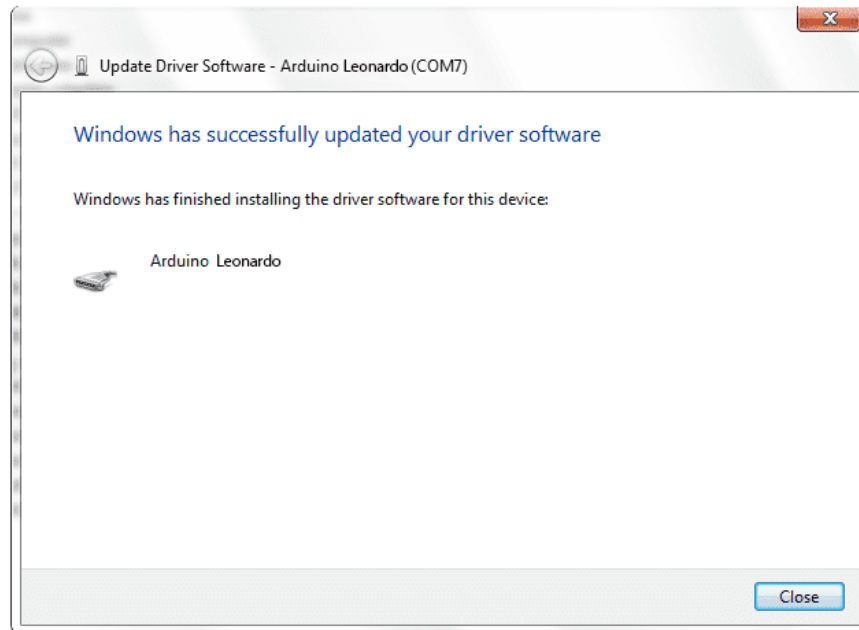 Update Driver Software - Arduino Leonardo (COM7)
Windows has successfully updated your driver software
Windows has finished installing the driver software for this device:
Arduino Leonardo
Close